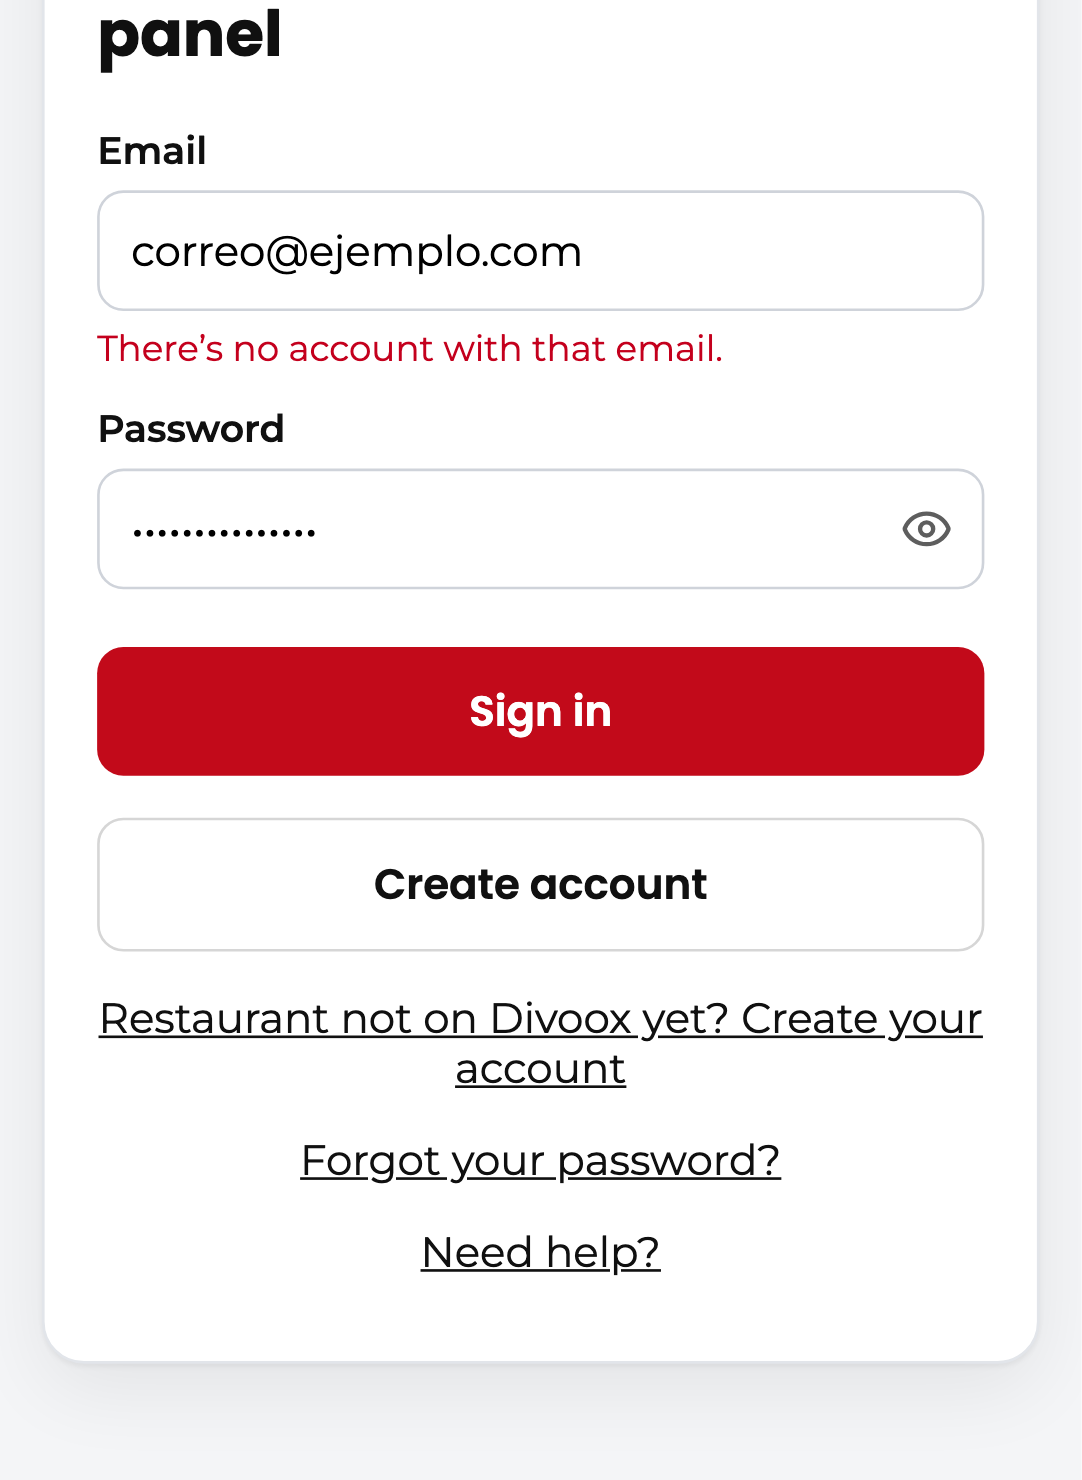 panel
Email
correo@ejemplo.com
There’s no account with that email.
Password
•••••••••••••••
Sign in
Create account
Restaurant not on Divoox yet? Create your
account
Forgot your password?
Need help?